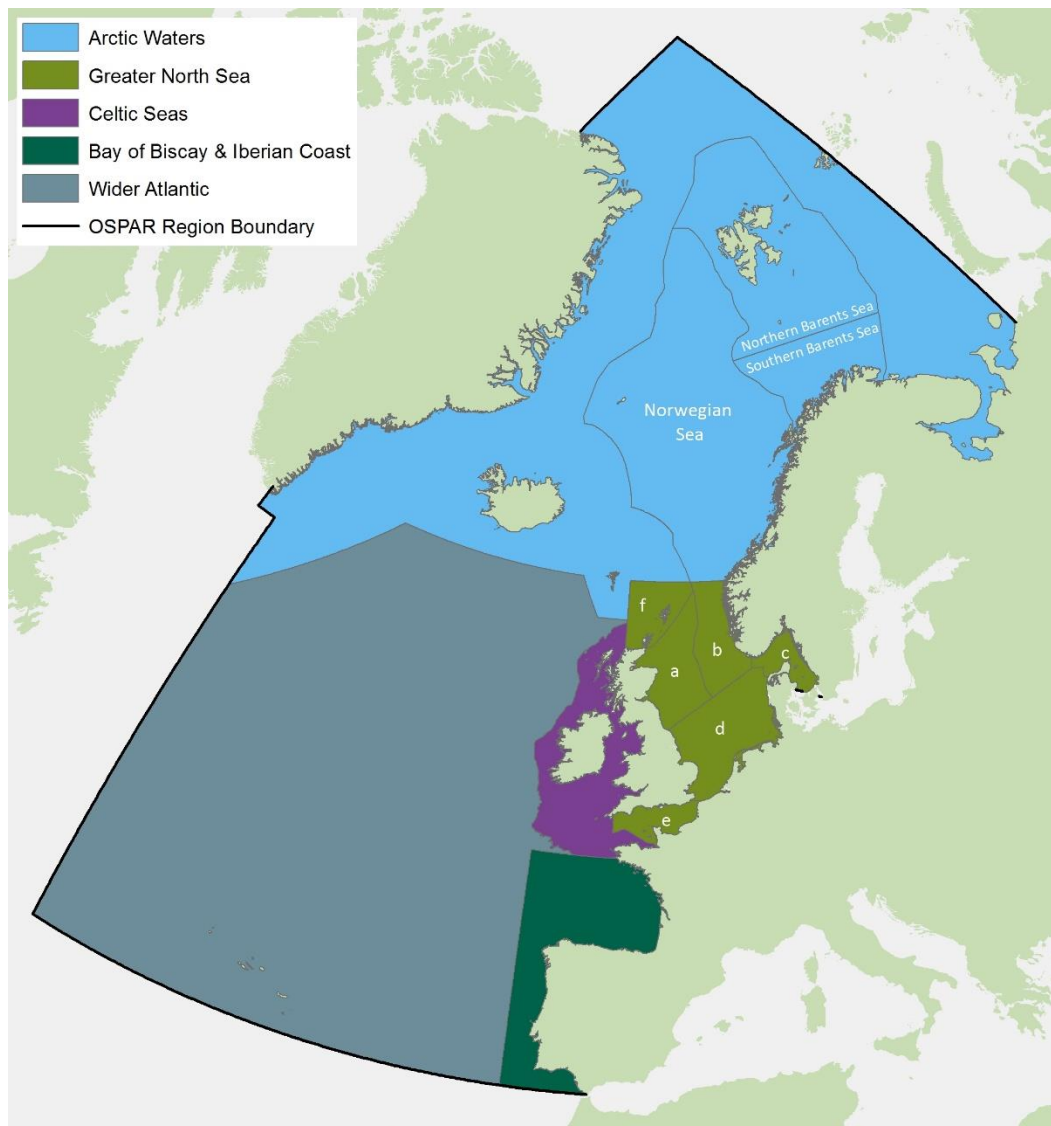 Arctic Waters
Greater North Sea
Celtic Seas
Bay of Biscay & Iberian Coast
Wider Atlantic
OSPAR Region Boundary
Northern Barents Sea
Southern Barents Sea
Norwegian
Sea
f
b
c
a
d
e